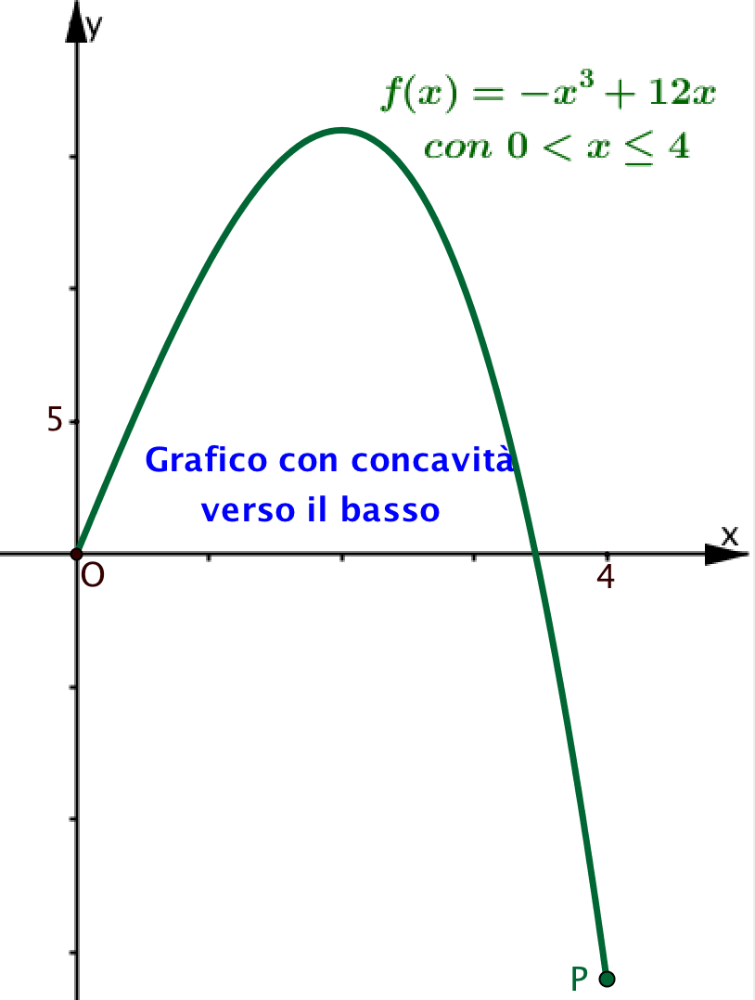 y
f(x) = −x³ + 12x
con 0 < x ≤ 4
5
Grafico con concavità
verso il basso
x
O
4
P